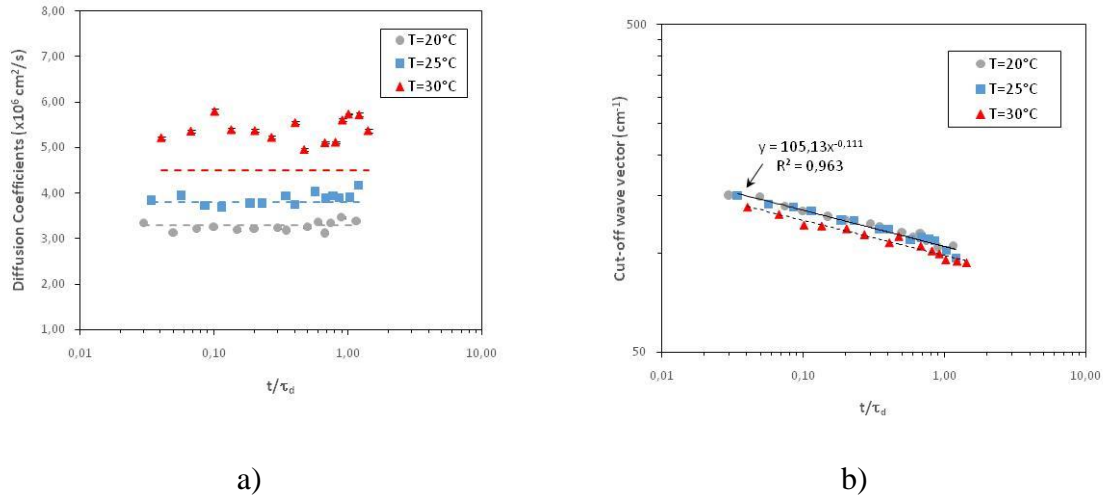 8,00
7,00
6,00
5,00
4,00
3,00
2,00
1,00
Diffusion Coefficients (x10⁶ cm²/s)
T=20°C
T=25°C
T=30°C
0,01
0,10
1,00
10,00
t/τd
a)
500
50
Cut-off wave vector (cm⁻¹)
T=20°C
T=25°C
T=30°C
y = 105,13x⁻⁰,¹¹¹
R² = 0,963
0,01
0,10
1,00
10,00
t/τd
b)